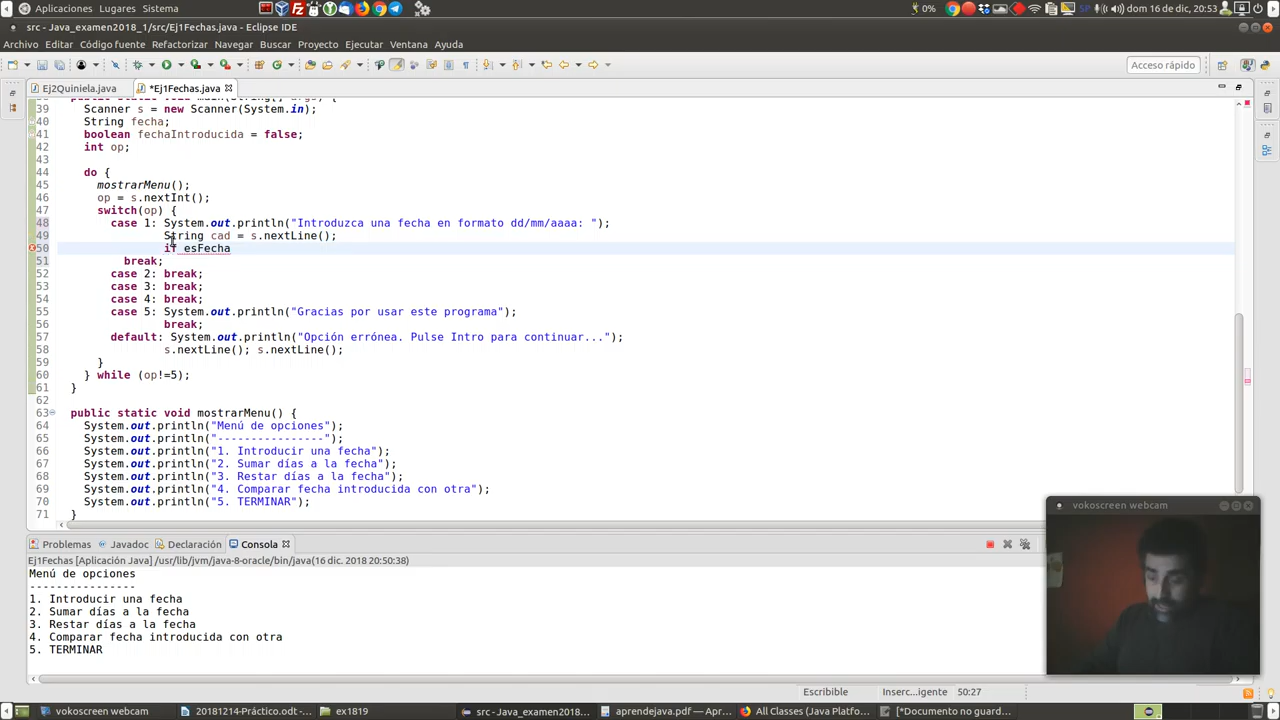 Aplicaciones Lugares Sistema 0% SP dom 16 de dic, 20:53
src - Java_examen2018_1/src/Ej1Fechas.java - Eclipse IDE
Archivo Editar Código fuente Refactorizar Navegar Buscar Proyecto Ejecutar Ventana Ayuda
Acceso rápido
Ej2Quiniela.java *Ej1Fechas.java
39 Scanner s = new Scanner(System.in);
40 String fecha;
41 boolean fechaIntroducida = false;
42 int op;
43
44 do {
45 mostrarMenu();
46 op = s.nextInt();
47 switch(op) {
48 case 1: System.out.println("Introduzca una fecha en formato dd/mm/aaaa: ");
49 String cad = s.nextLine();
50 if esFecha
51 break;
52 case 2: break;
53 case 3: break;
54 case 4: break;
55 case 5: System.out.println("Gracias por usar este programa");
56 break;
57 default: System.out.println("Opción errónea. Pulse Intro para continuar...");
58 s.nextLine(); s.nextLine();
59 }
60 } while (op!=5);
61 }
62
63 public static void mostrarMenu() {
64 System.out.println("Menú de opciones");
65 System.out.println("----------------");
66 System.out.println("1. Introducir una fecha");
67 System.out.println("2. Sumar días a la fecha");
68 System.out.println("3. Restar días a la fecha");
69 System.out.println("4. Comparar fecha introducida con otra");
70 System.out.println("5. TERMINAR");
71 }
vokoscreen webcam
Problemas Javadoc Declaración Consola
Ej1Fechas [Aplicación Java] /usr/lib/jvm/java-8-oracle/bin/java(16 dic. 2018 20:50:38)
Menú de opciones
----------------
1. Introducir una fecha
2. Sumar días a la fecha
3. Restar días a la fecha
4. Comparar fecha introducida con otra
5. TERMINAR
Escribible Inserc...igente 50:27
vokoscreen webcam 20181214-Práctico.odt -... ex1819 src - Java_examen2018... aprendejava.pdf — Apr... All Classes (Java Platfo... [*Documento no guard...